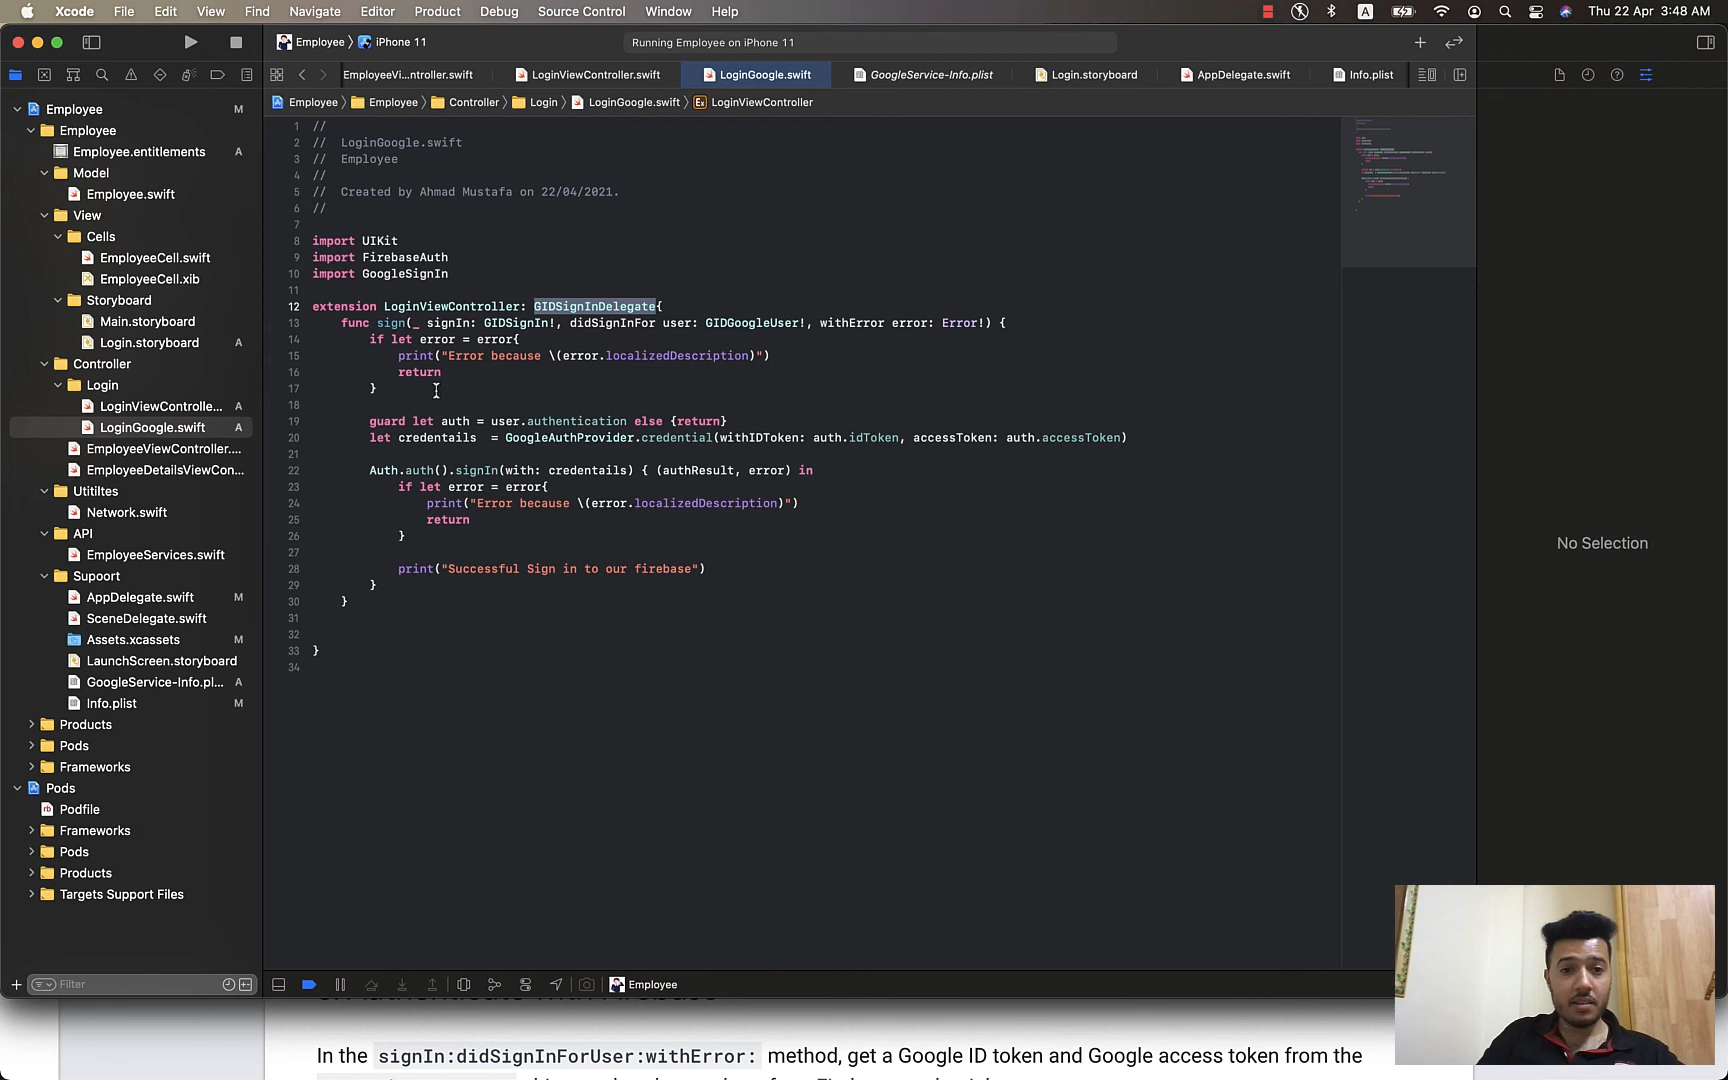 Xcode File Edit View Find Navigate Editor Product Debug Source Control Window Help A Thu 22 Apr 3:48 AM
Employee iPhone 11 Running Employee on iPhone 11
EmployeeVi...ntroller.swift LoginViewController.swift LoginGoogle.swift GoogleService-Info.plist Login.storyboard AppDelegate.swift Info.plist
Employee Employee Controller Login LoginGoogle.swift Ex LoginViewController
Employee M
Employee
Employee.entitlements A
Model
Employee.swift
View
Cells
EmployeeCell.swift
EmployeeCell.xib
Storyboard
Main.storyboard
Login.storyboard A
Controller
Login
LoginViewControlle... A
LoginGoogle.swift A
EmployeeViewController....
EmployeeDetailsViewCon...
Utitiltes
Network.swift
API
EmployeeServices.swift
Support
AppDelegate.swift M
SceneDelegate.swift
Assets.xcassets M
LaunchScreen.storyboard
GoogleService-Info.pl... A
Info.plist M
Products
Pods
Frameworks
Pods
rb Podfile
Frameworks
Pods
Products
Targets Support Files
Filter
1 //
2 // LoginGoogle.swift
3 // Employee
4 //
5 // Created by Ahmad Mustafa on 22/04/2021.
6 //
7
8 import UIKit
9 import FirebaseAuth
10 import GoogleSignIn
11
12 extension LoginViewController: GIDSignInDelegate{
13 func sign(_ signIn: GIDSignIn!, didSignInFor user: GIDGoogleUser!, withError error: Error!) {
14 if let error = error{
15 print("Error because \(error.localizedDescription)")
16 return
17 }
18
19 guard let auth = user.authentication else {return}
20 let credentails  = GoogleAuthProvider.credential(withIDToken: auth.idToken, accessToken: auth.accessToken)
21
22 Auth.auth().signIn(with: credentails) { (authResult, error) in
23 if let error = error{
24 print("Error because \(error.localizedDescription)")
25 return
26 }
27
28 print("Successful Sign in to our firebase")
29 }
30 }
31
32
33 }
34
No Selection
Employee
In the signIn:didSignInForUser:withError: method, get a Google ID token and Google access token from the